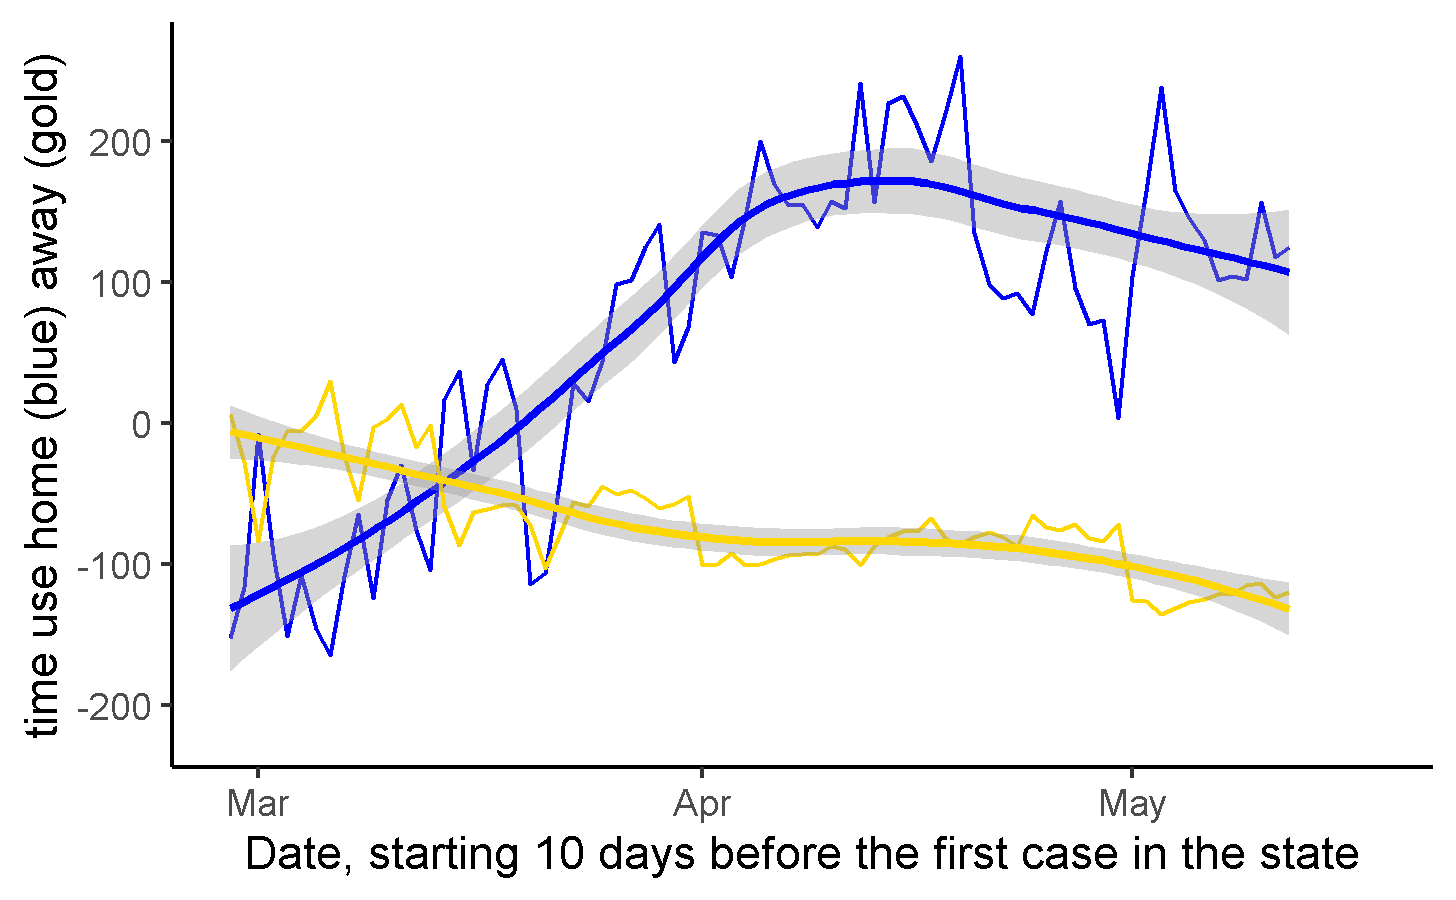 time use home (blue) away (gold)
200
100
0
-100
-200
Mar
Apr
May
Date, starting 10 days before the first case in the state